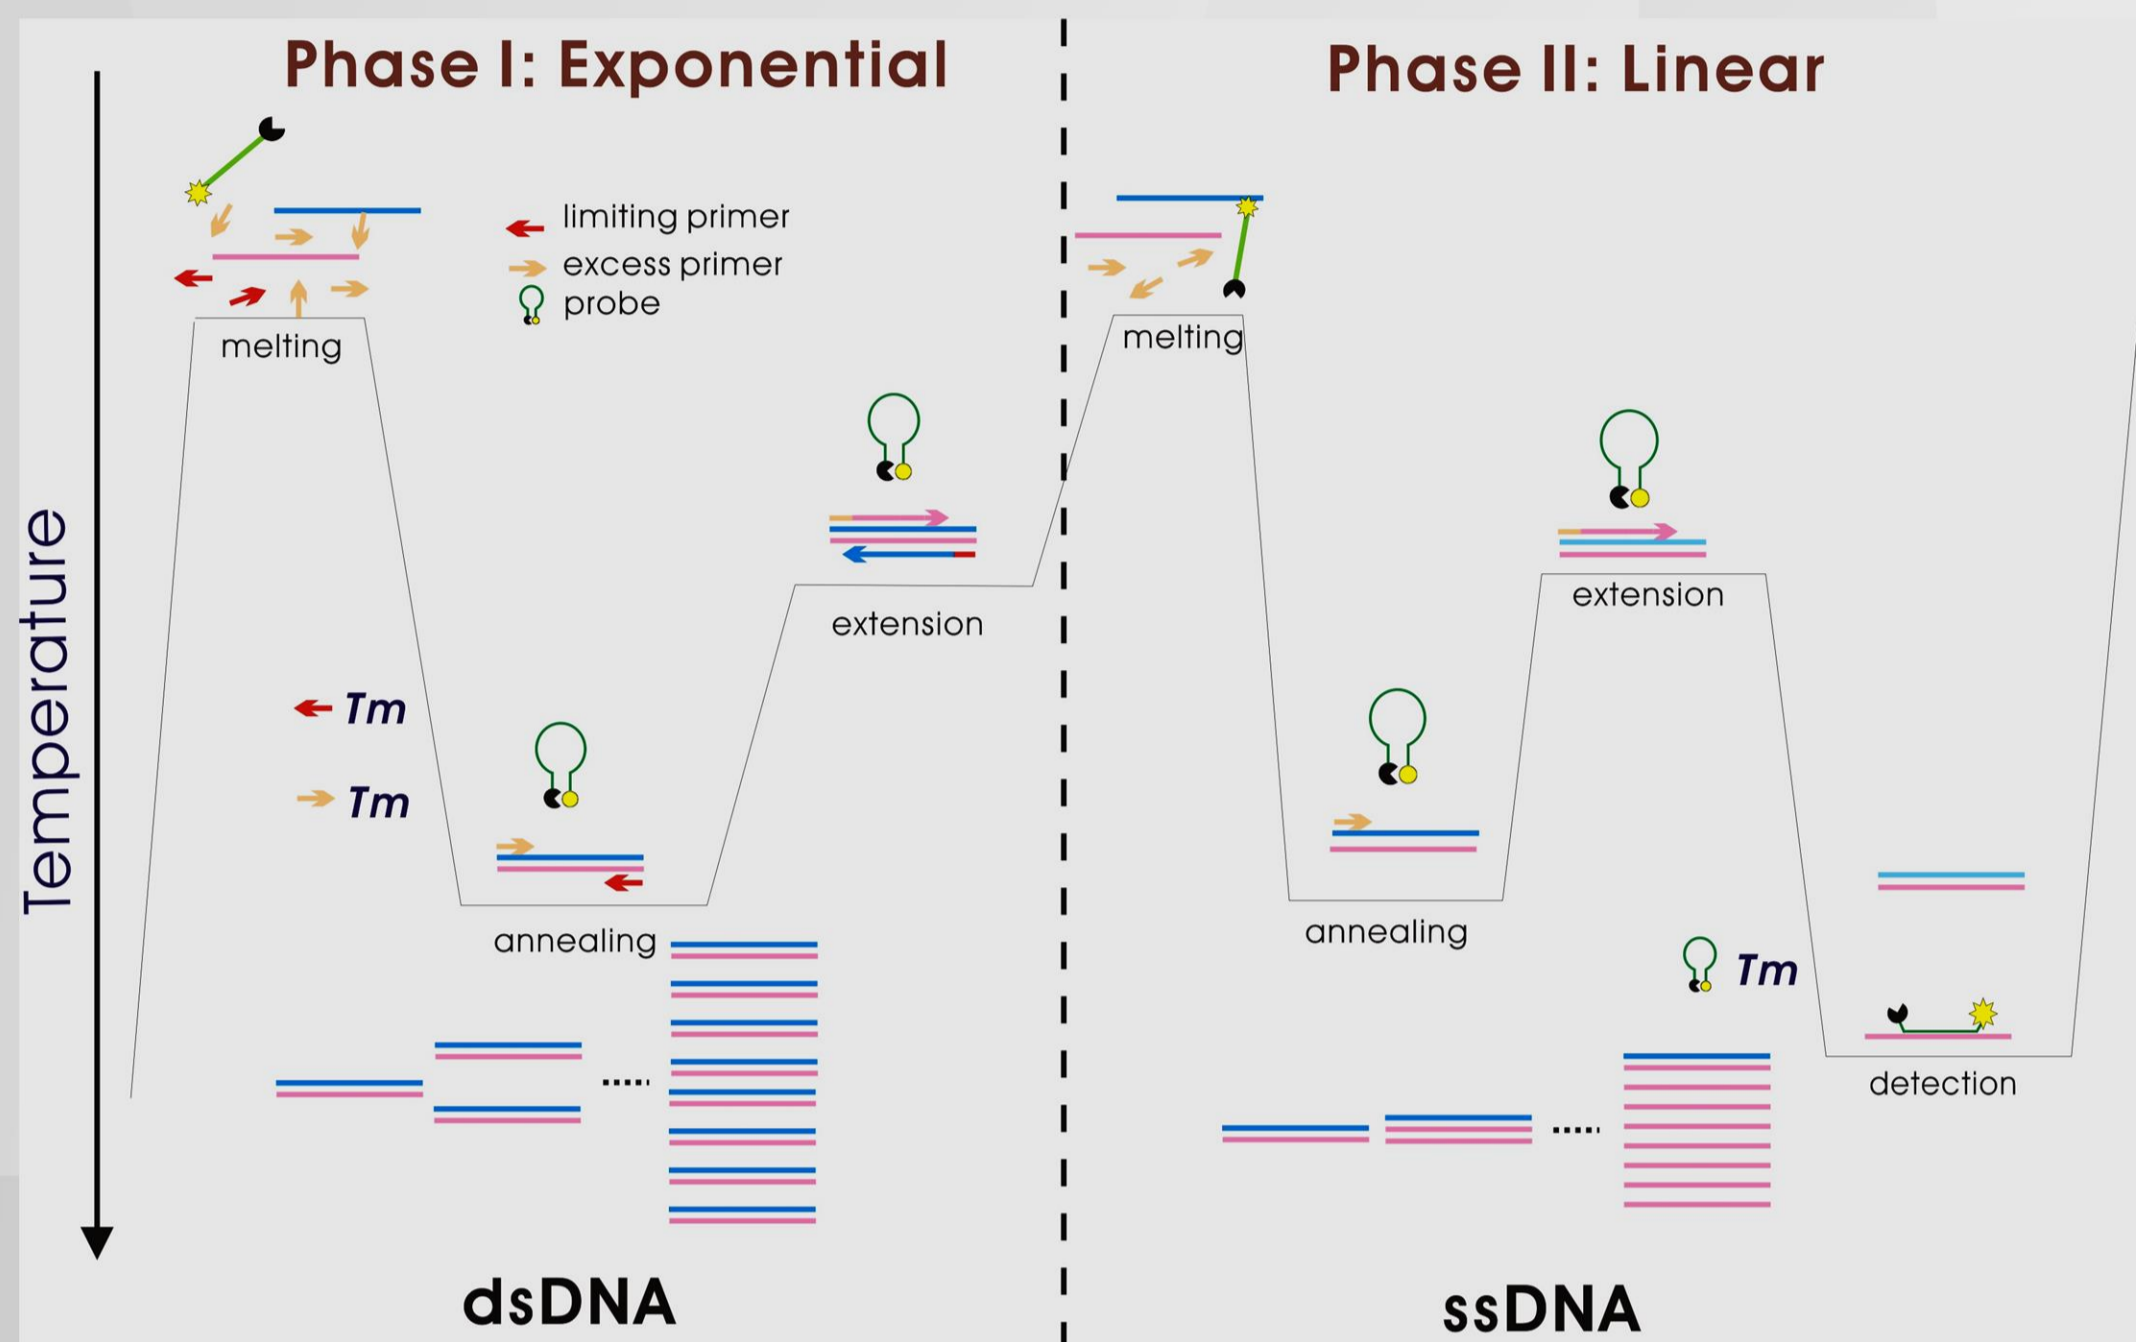 Phase I: Exponential
Phase II: Linear
limiting primer
excess primer
probe
melting
melting
extension
extension
Temperature
Tm
Tm
annealing
annealing
Tm
detection
dsDNA
ssDNA